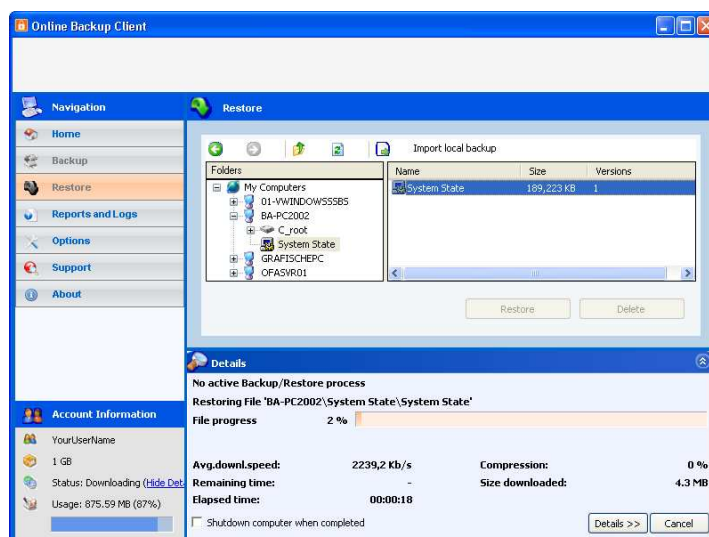 Online Backup Client
Navigation
Home
Backup
Restore
Reports and Logs
Options
Support
About
Restore
Import local backup
Folders
My Computers
01-VWINDOWSSBS
BA-PC2002
C_root
System State
GRAFISCHEPC
OFASVR01
Name Size Versions
System State 189,223 KB 1
Restore Delete
Details
No active Backup/Restore process
Restoring File 'BA-PC2002\System State\System State'
File progress 2 %
Avg.downl.speed: 2239,2 Kb/s Compression: 0 %
Remaining time: - Size downloaded: 4.3 MB
Elapsed time: 00:00:18
Shutdown computer when completed
Details >> Cancel
Account Information
YourUserName
1 GB
Status: Downloading (Hide Det
Usage: 875.59 MB (87%)